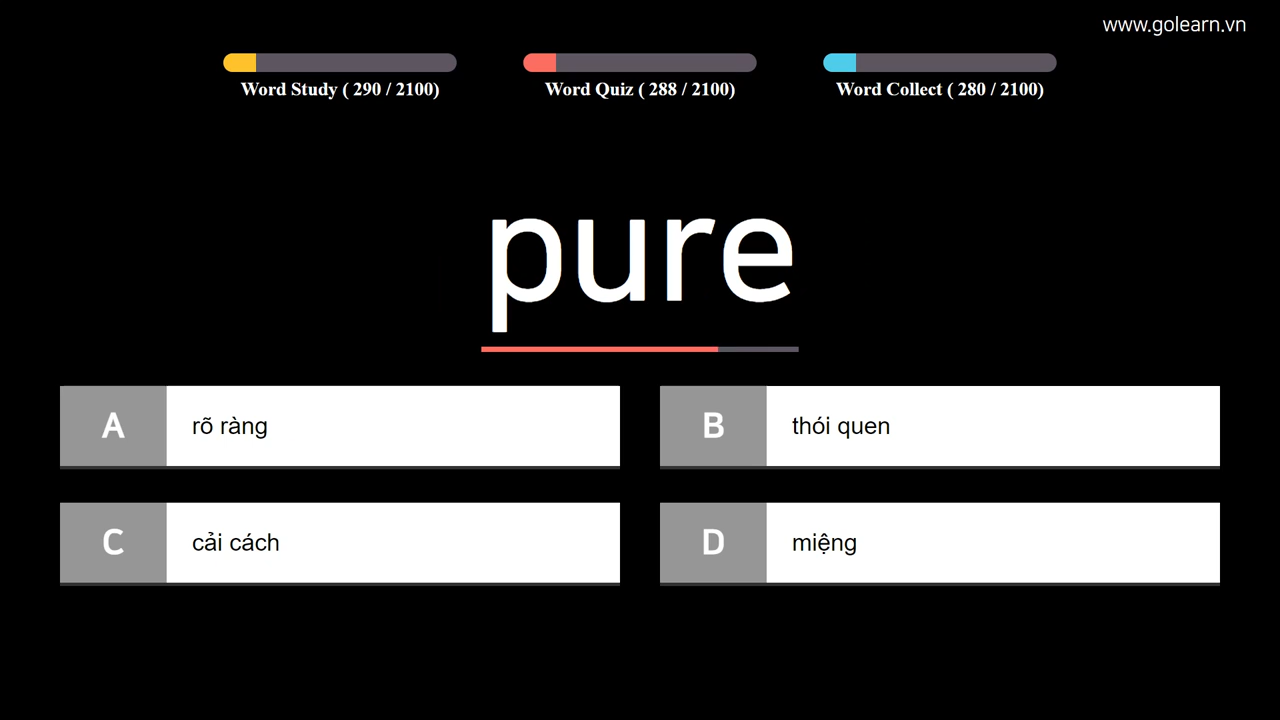 www.golearn.vn
Word Study ( 290 / 2100)
Word Quiz ( 288 / 2100)
Word Collect ( 280 / 2100)
pure
A rõ ràng
B thói quen
C cải cách
D miệng